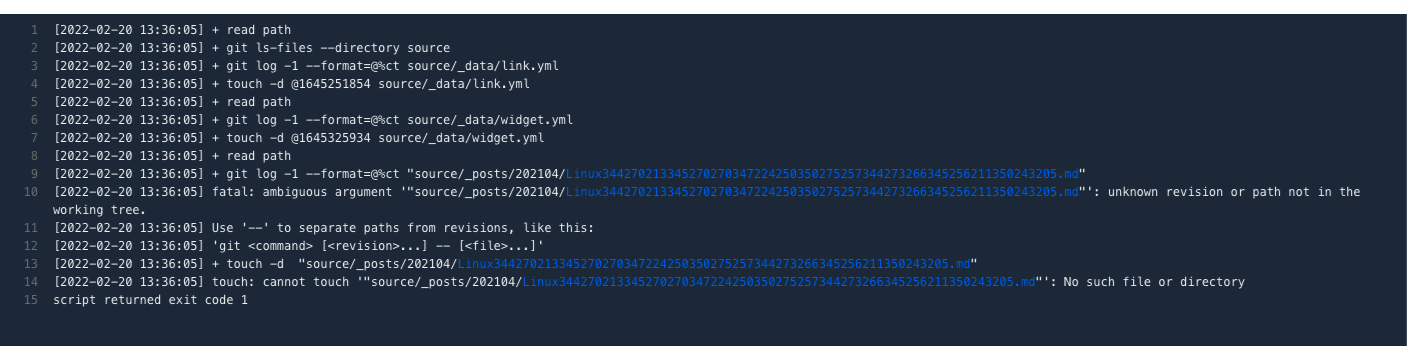 1 [2022-02-20 13:36:05] + read path
2 [2022-02-20 13:36:05] + git ls-files --directory source
3 [2022-02-20 13:36:05] + git log -1 --format=@%ct source/_data/link.yml
4 [2022-02-20 13:36:05] + touch -d @1645251854 source/_data/link.yml
5 [2022-02-20 13:36:05] + read path
6 [2022-02-20 13:36:05] + git log -1 --format=@%ct source/_data/widget.yml
7 [2022-02-20 13:36:05] + touch -d @1645325934 source/_data/widget.yml
8 [2022-02-20 13:36:05] + read path
9 [2022-02-20 13:36:05] + git log -1 --format=@%ct "source/_posts/202104/Linux344270213345270270347224250350275257344273266345256211350243205.md"
10 [2022-02-20 13:36:05] fatal: ambiguous argument '"source/_posts/202104/Linux344270213345270270347224250350275257344273266345256211350243205.md"': unknown revision or path not in the
working tree.
11 [2022-02-20 13:36:05] Use '--' to separate paths from revisions, like this:
12 [2022-02-20 13:36:05] 'git <command> [<revision>...] -- [<file>...]'
13 [2022-02-20 13:36:05] + touch -d  "source/_posts/202104/Linux344270213345270270347224250350275257344273266345256211350243205.md"
14 [2022-02-20 13:36:05] touch: cannot touch '"source/_posts/202104/Linux344270213345270270347224250350275257344273266345256211350243205.md"': No such file or directory
15 script returned exit code 1